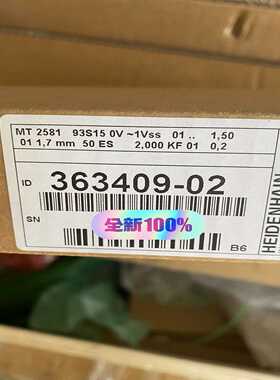 MT 2581 93S15 0V ~1Vss 01 .. 1,50
01 1,7 mm 50 ES 2,000 KF 01 0,2
ID 363409-02
SN
全新100%
B6
HEIDENHAIN